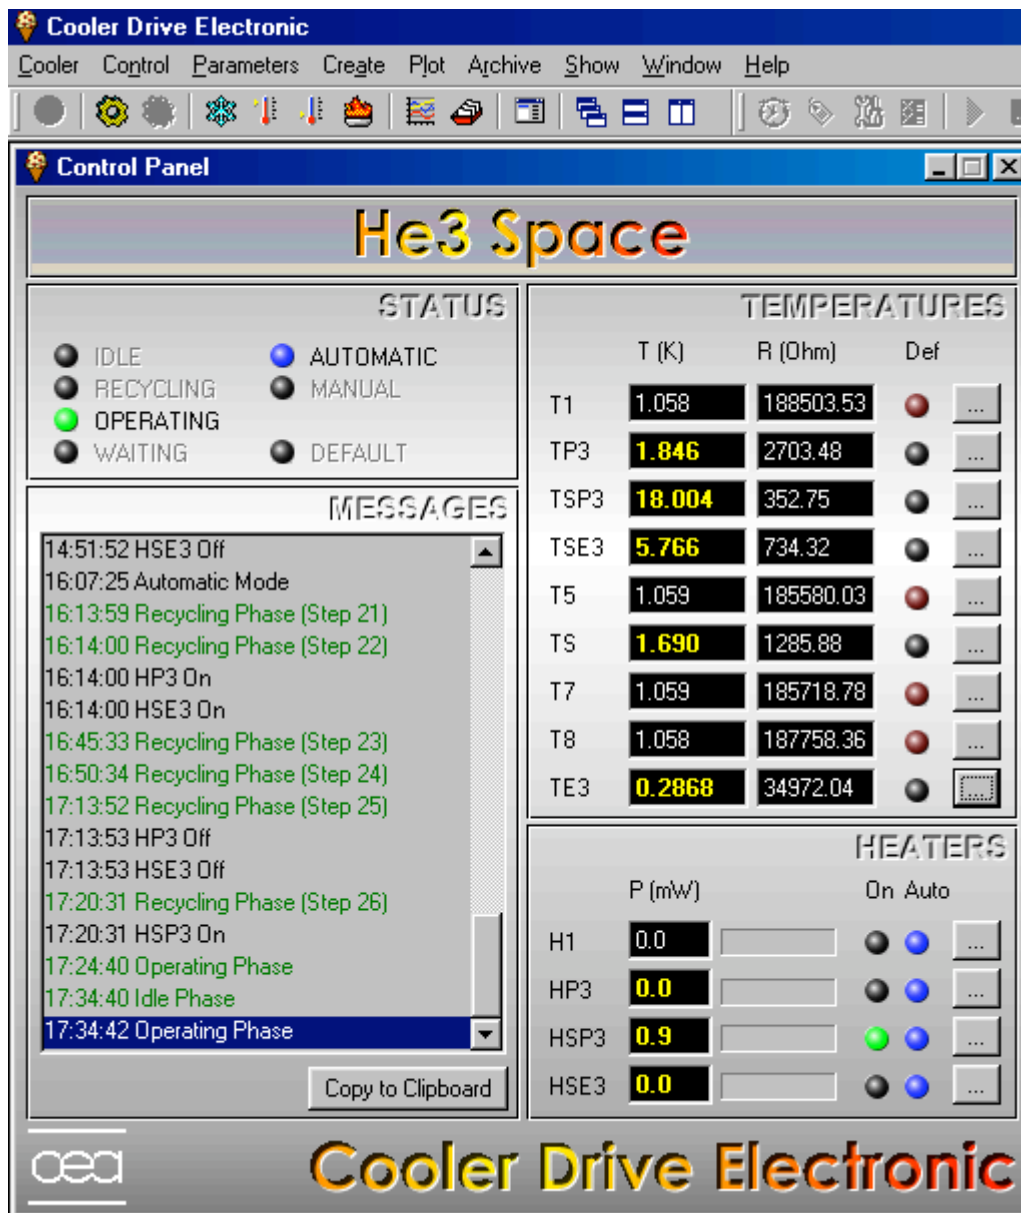 Cooler Drive Electronic
Cooler Control Parameters Create Plot Archive Show Window Help
Control Panel
He3 Space
STATUS
IDLE AUTOMATIC
RECYCLING MANUAL
OPERATING
WAITING DEFAULT
MESSAGES
14:51:52 HSE3 Off
16:07:25 Automatic Mode
16:13:59 Recycling Phase (Step 21)
16:14:00 Recycling Phase (Step 22)
16:14:00 HP3 On
16:14:00 HSE3 On
16:45:33 Recycling Phase (Step 23)
16:50:34 Recycling Phase (Step 24)
17:13:52 Recycling Phase (Step 25)
17:13:53 HP3 Off
17:13:53 HSE3 Off
17:20:31 Recycling Phase (Step 26)
17:20:31 HSP3 On
17:24:40 Operating Phase
17:34:40 Idle Phase
17:34:42 Operating Phase
Copy to Clipboard
TEMPERATURES
T (K) R (Ohm) Def
T1 1.058 188503.53 ...
TP3 1.846 2703.48 ...
TSP3 18.004 352.75 ...
TSE3 5.766 734.32 ...
T5 1.059 185580.03 ...
TS 1.690 1285.88 ...
T7 1.059 185718.78 ...
T8 1.058 187758.36 ...
TE3 0.2868 34972.04 ...
HEATERS
P (mW) On Auto
H1 0.0 ...
HP3 0.0 ...
HSP3 0.9 ...
HSE3 0.0 ...
cea
Cooler Drive Electronic